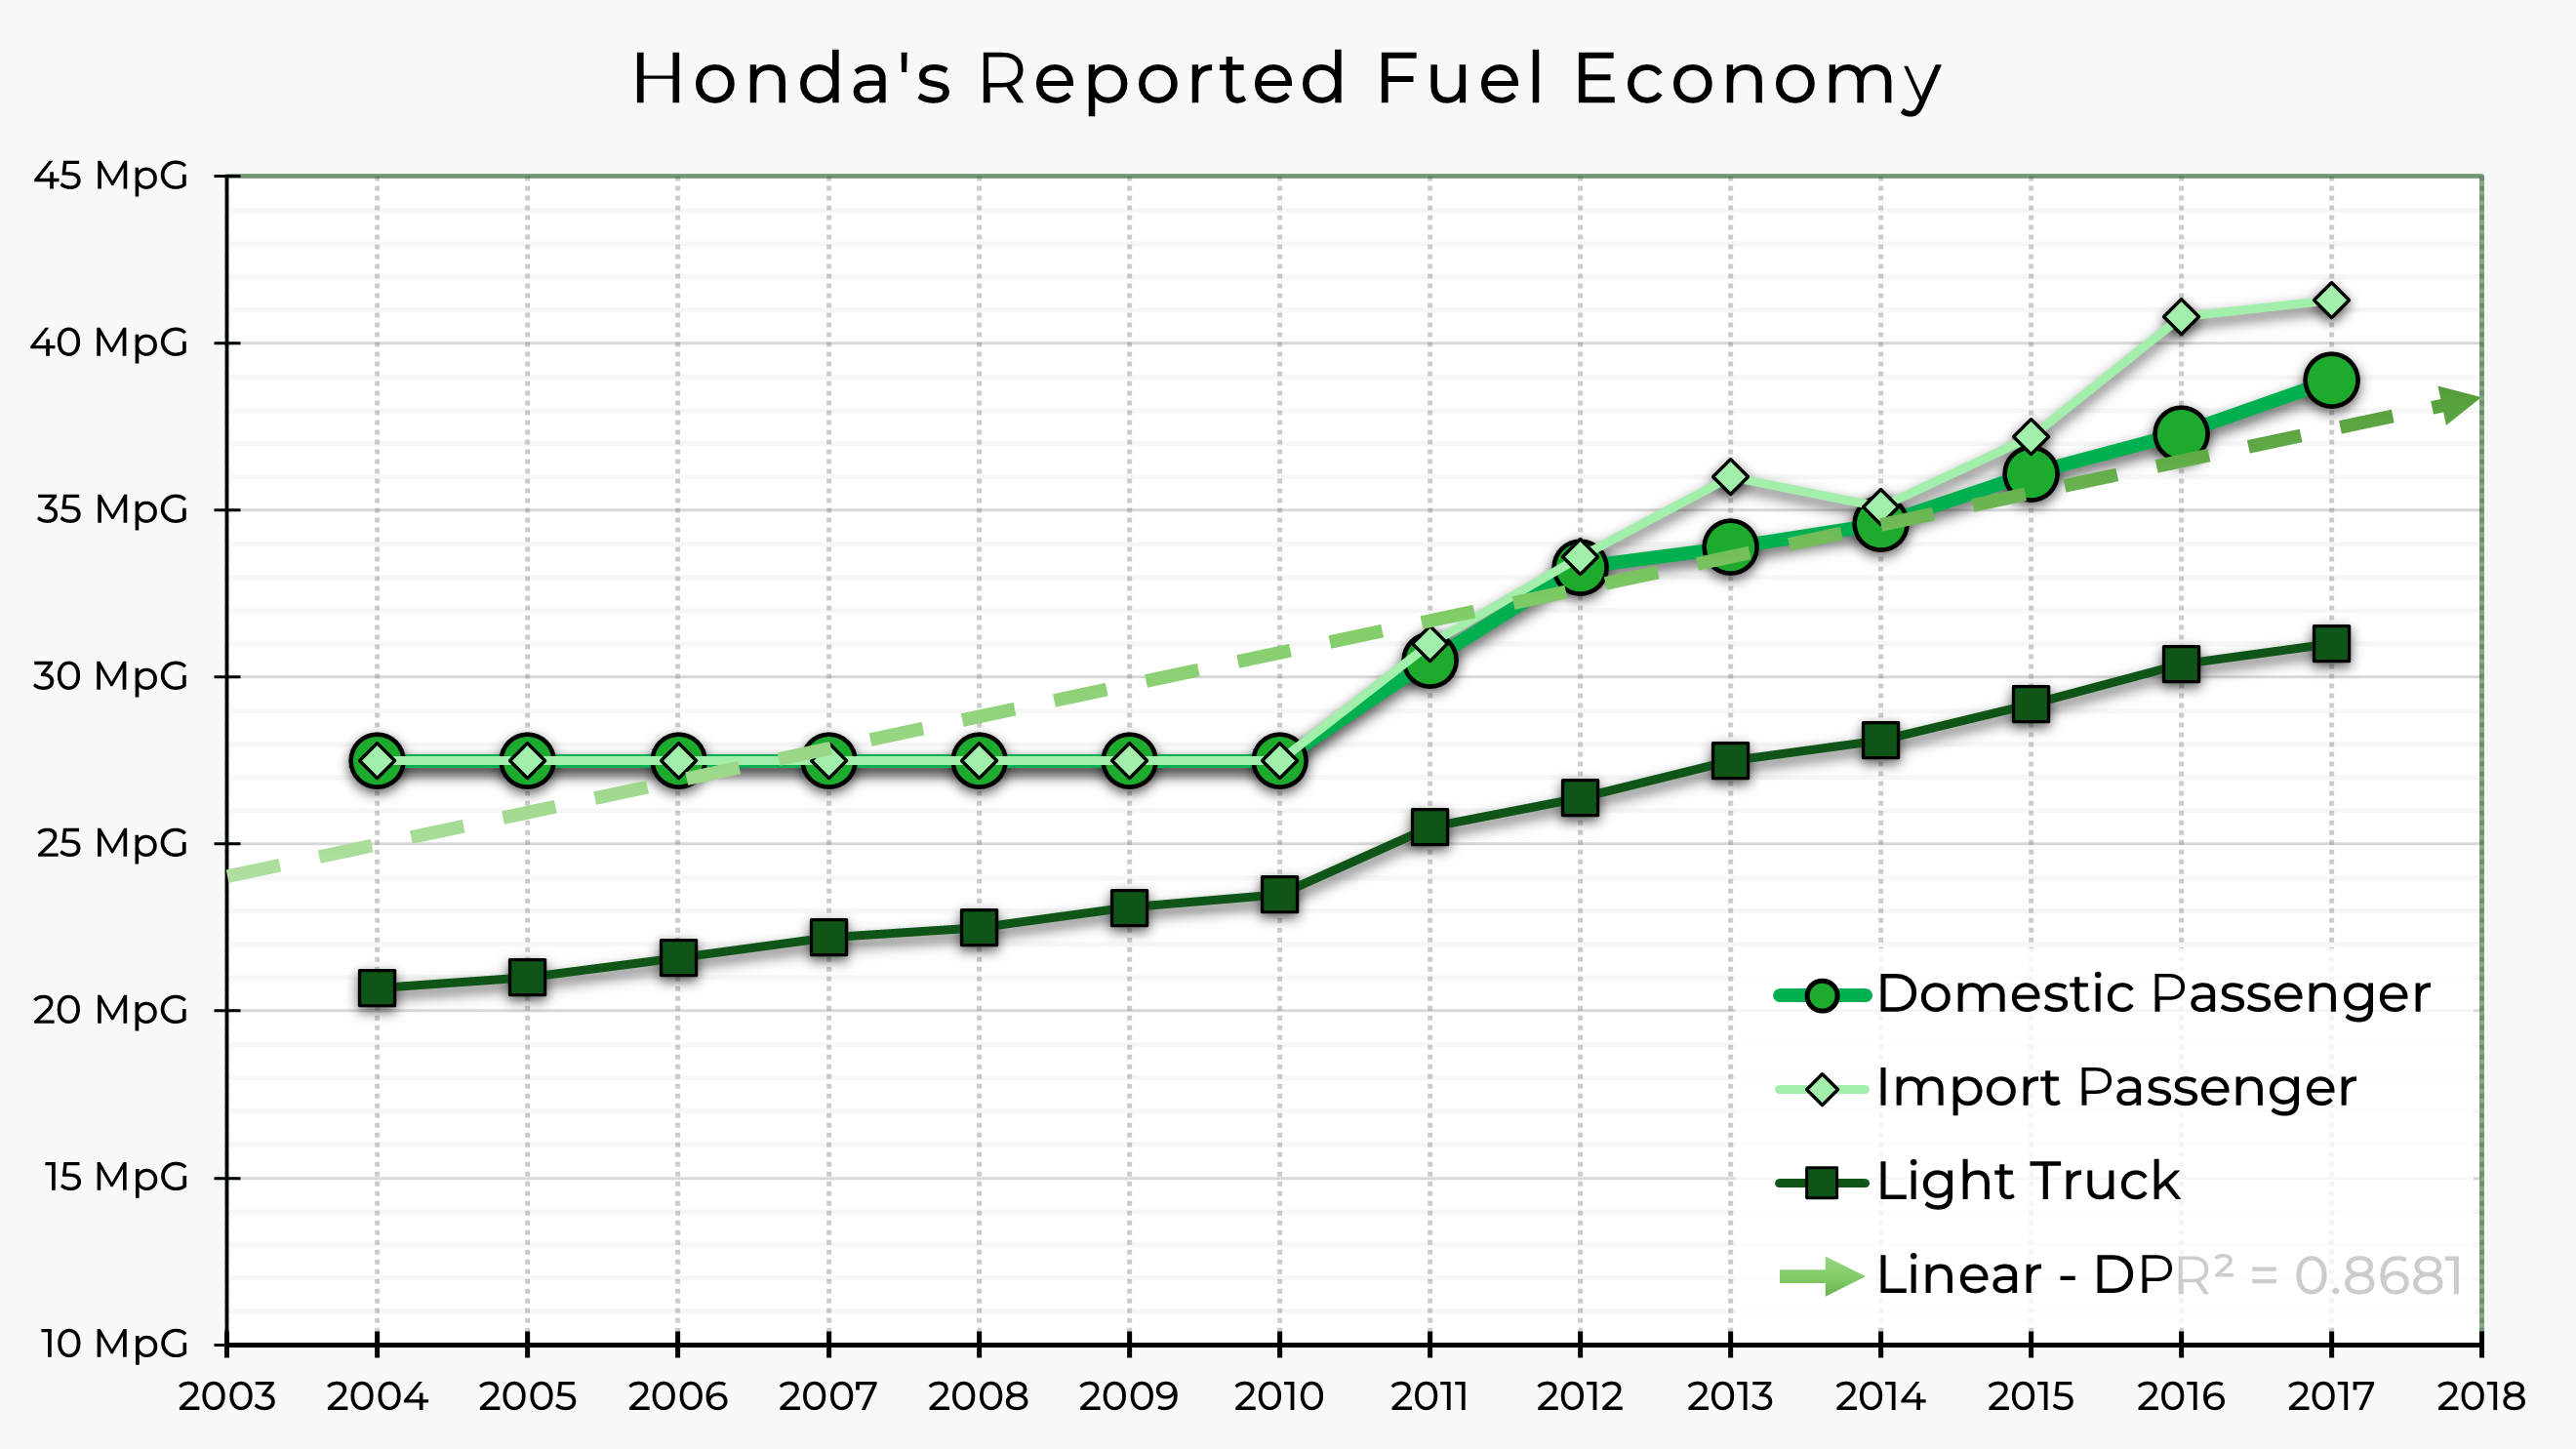 Honda's Reported Fuel Economy
45 MpG
40 MpG
35 MpG
30 MpG
25 MpG
20 MpG
15 MpG
10 MpG
Domestic Passenger
Import Passenger
Light Truck
Linear - DP R² = 0.8681
2003 2004 2005 2006 2007 2008 2009 2010 2011 2012 2013 2014 2015 2016 2017 2018